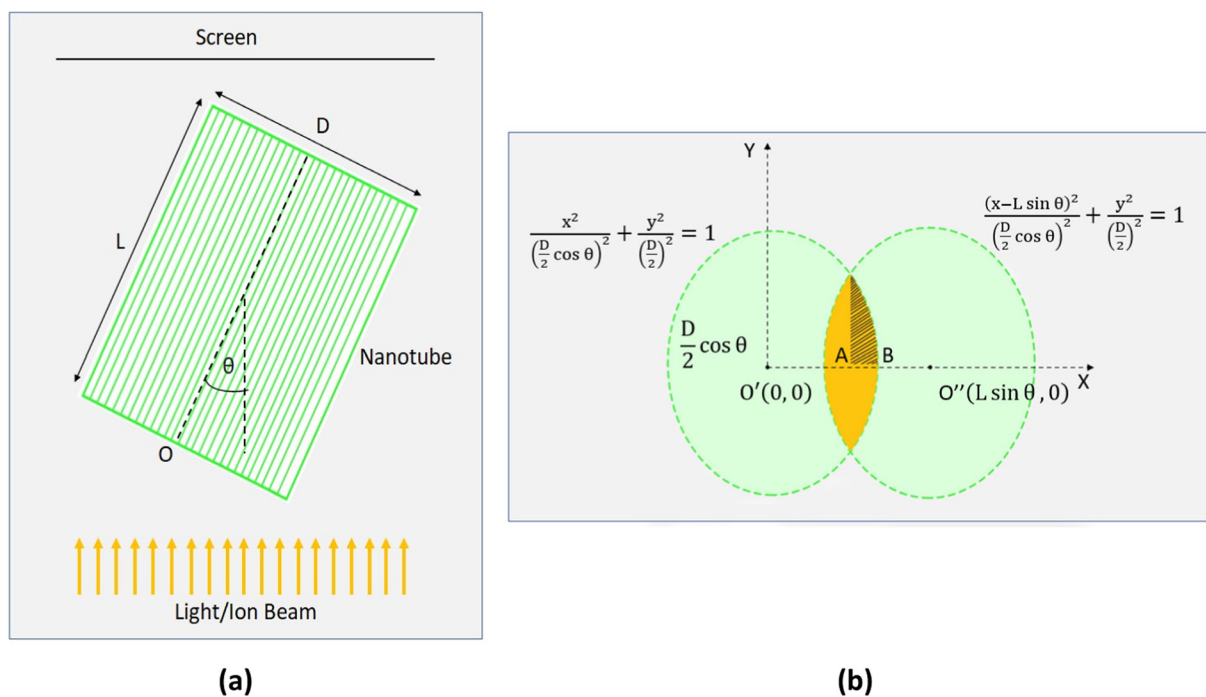 Screen
D
L
θ
Nanotube
O
Light/Ion Beam
(a)
Y
x²/(D/2 cos θ)² + y²/(D/2)² = 1
(x−L sin θ)²/(D/2 cos θ)² + y²/(D/2)² = 1
D/2 cos θ
A B
O′(0, 0)
O′′(L sin θ , 0)
X
(b)